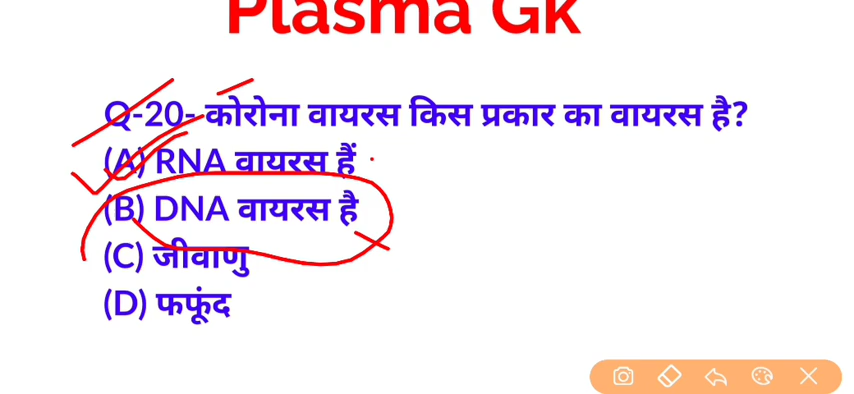 Plasma Gk
Q-20- कोरोना वायरस किस प्रकार का वायरस है?
(A) RNA वायरस हैं
(B) DNA वायरस है
(C) जीवाणु
(D) फफूंद